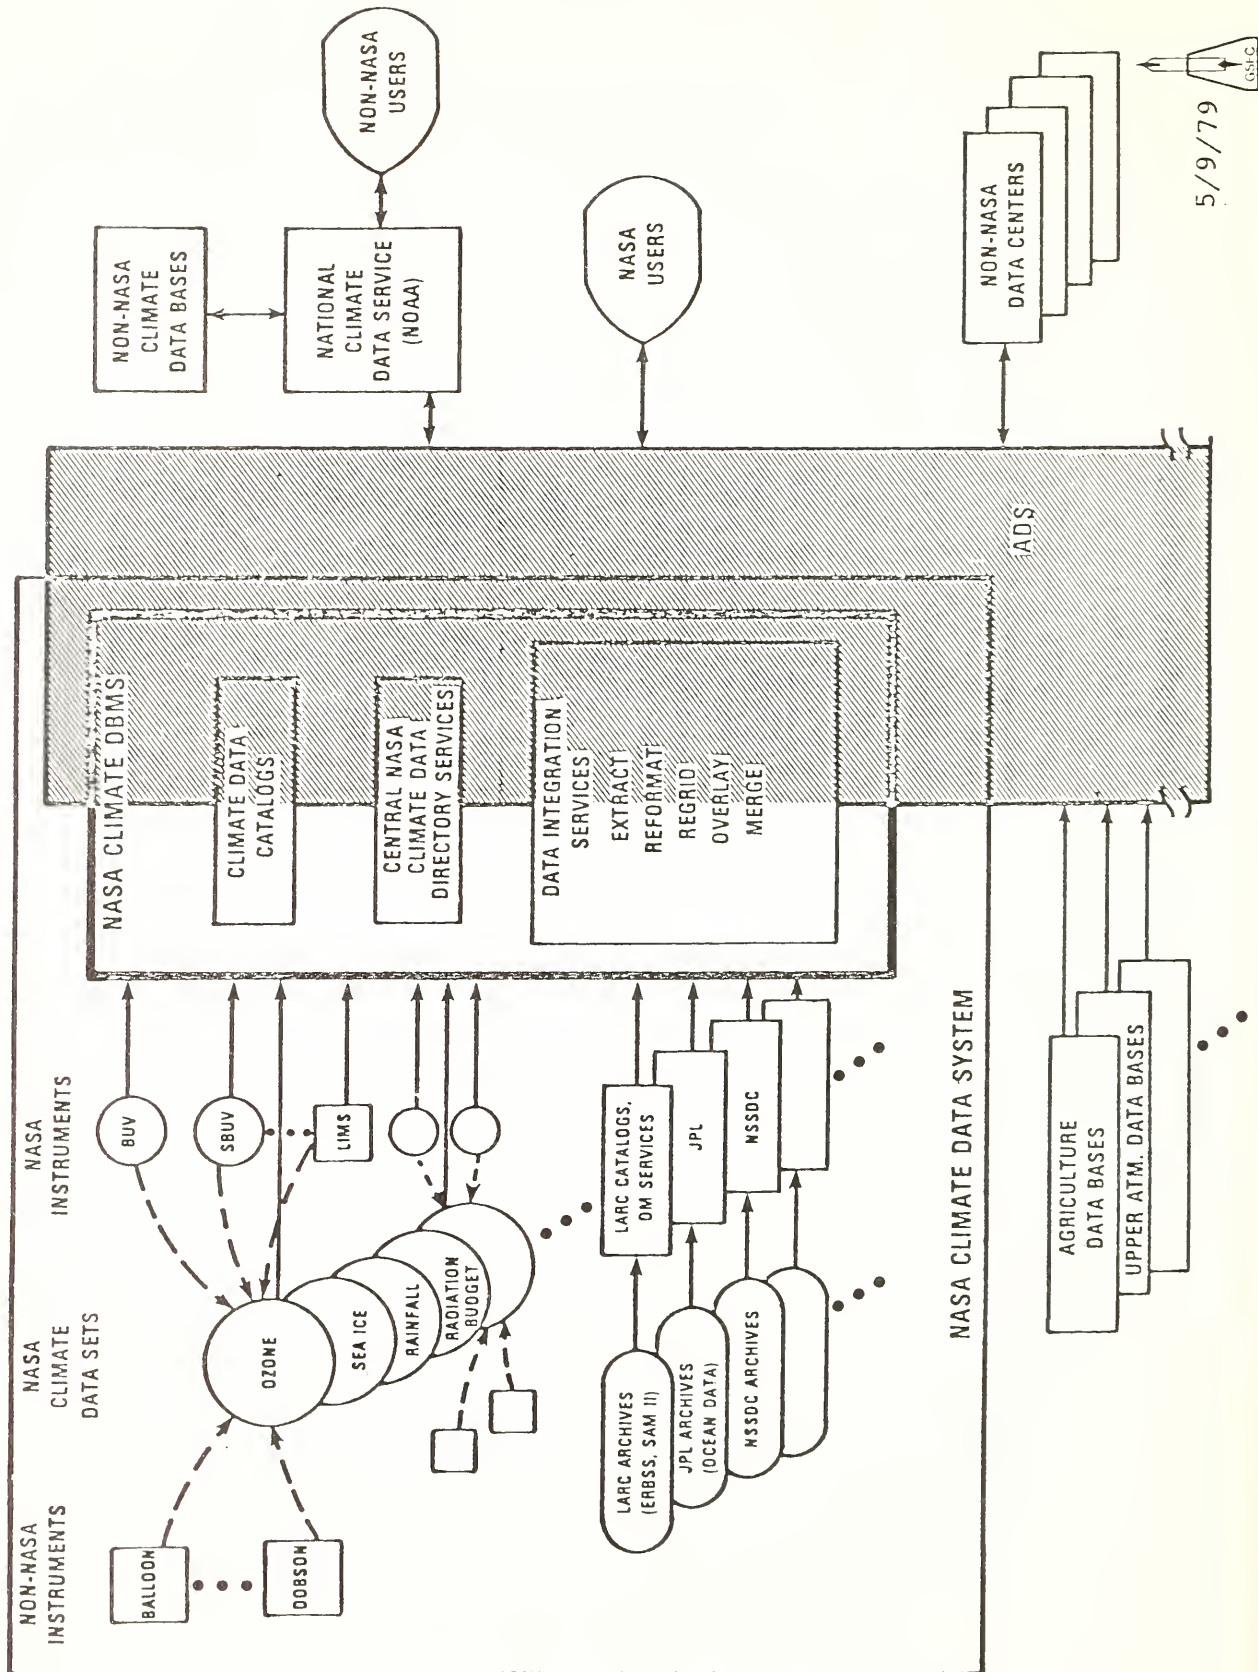 NON-NASA
INSTRUMENTS
NASA
CLIMATE
DATA SETS
NASA
INSTRUMENTS
BALLOON
DOBSON
OZONE
SEA ICE
RAINFALL
RADIATION
BUDGET
BUV
SBUV
LIMS
LARC ARCHIVES
(ERBSS, SAM II)
JPL ARCHIVES
(OCEAN DATA)
NSSDC ARCHIVES
LARC CATALOGS,
DM SERVICES
JPL
NSSDC
NASA CLIMATE DATA SYSTEM
NASA CLIMATE DBMS
CLIMATE DATA
CATALOGS
CENTRAL NASA
CLIMATE DATA
DIRECTORY SERVICES
DATA INTEGRATION
SERVICES
EXTRACT
REFORMAT
REGRID
OVERLAY
MERGE
ADS
AGRICULTURE
DATA BASES
UPPER ATM. DATA BASES
NON-NASA
CLIMATE
DATA BASES
NATIONAL
CLIMATE
DATA SERVICE
(NOAA)
NON-NASA
USERS
NASA
USERS
NON-NASA
DATA CENTERS
5/9/79
GSFC